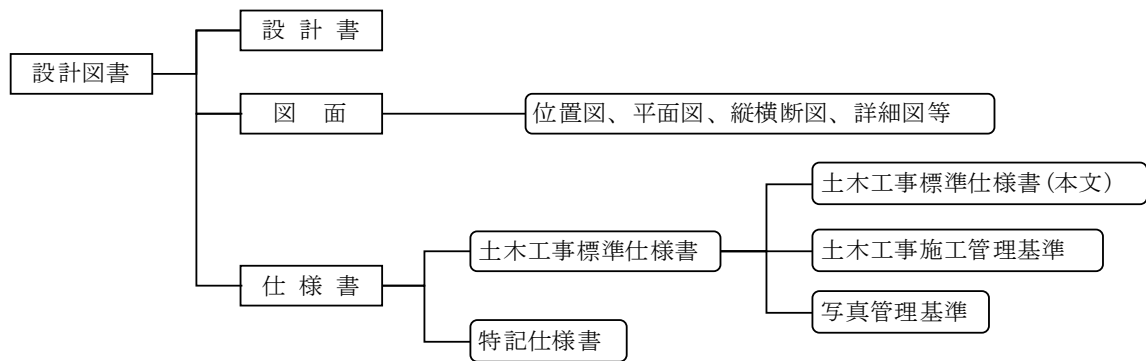 設計書
設計図書
図 面
位置図、平面図、縦横断図、詳細図等
土木工事標準仕様書(本文)
土木工事標準仕様書
土木工事施工管理基準
仕様書
写真管理基準
特記仕様書